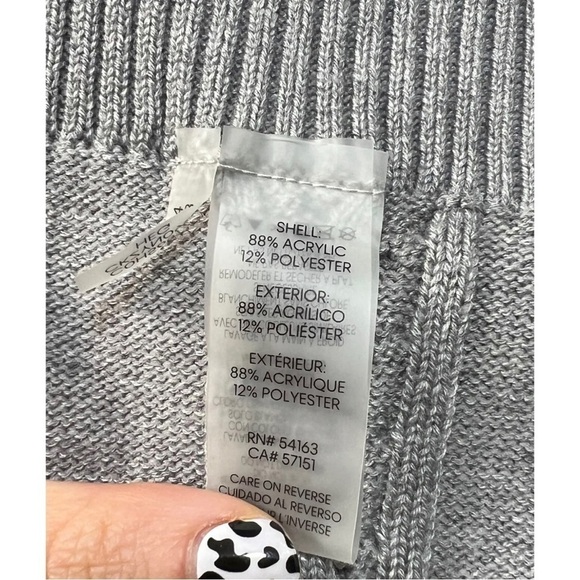 SHELL:
88% ACRYLIC
12% POLYESTER
EXTERIOR:
88% ACRÍLICO
12% POLIÉSTER
EXTÉRIEUR:
88% ACRYLIQUE
12% POLYESTER
RN# 54163
CA# 57151
CARE ON REVERSE
CUIDADO AL REVERSO
L'INVERSE